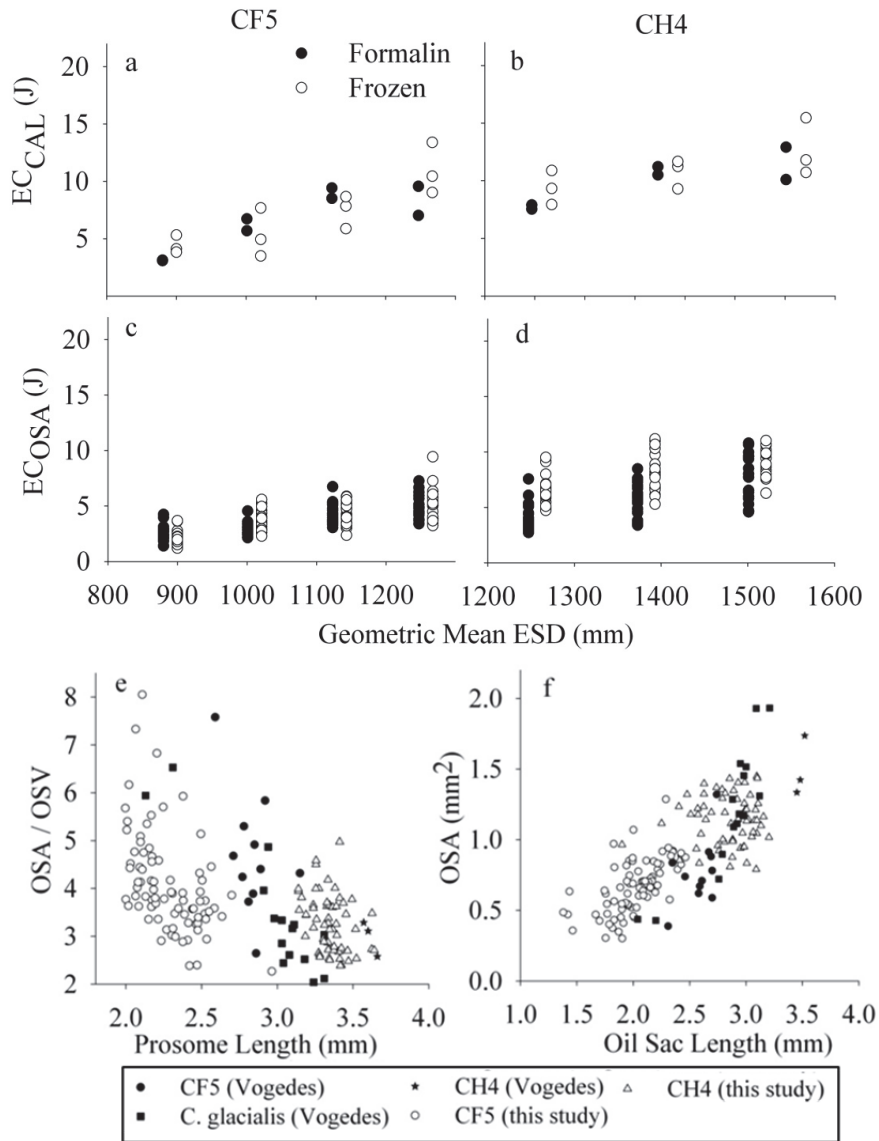 CF5
CH4
a
Formalin
Frozen
b
EC_CAL (J)
20
15
10
5
c
d
EC_OSA (J)
20
15
10
5
0
800 900 1000 1100 1200
1200 1300 1400 1500 1600
Geometric Mean ESD (mm)
e
OSA / OSV
8
7
6
5
4
3
2
2.0 2.5 3.0 3.5 4.0
Prosome Length (mm)
f
OSA (mm²)
2.0
1.5
1.0
0.5
0.0
1.0 1.5 2.0 2.5 3.0 3.5 4.0
Oil Sac Length (mm)
CF5 (Vogedes)
CH4 (Vogedes)
CH4 (this study)
C. glacialis (Vogedes)
CF5 (this study)